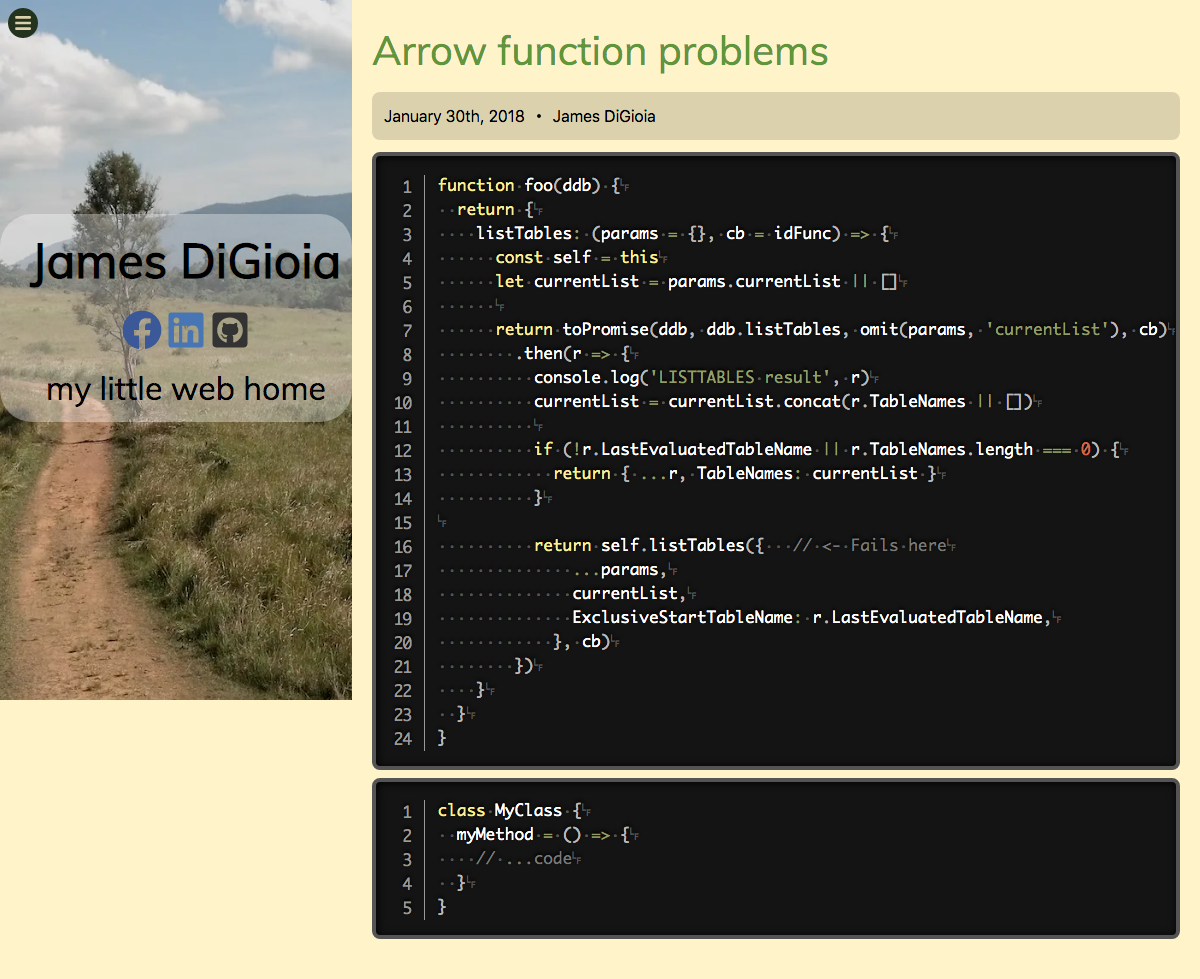 James DiGioia
my little web home
Arrow function problems
January 30th, 2018 • James DiGioia
1 function foo(ddb) {
2   return {
3     listTables: (params = {}, cb = idFunc) => {
4       const self = this
5       let currentList = params.currentList || []
6
7       return toPromise(ddb, ddb.listTables, omit(params, 'currentList'), cb)
8         .then(r => {
9           console.log('LISTTABLES result', r)
10           currentList = currentList.concat(r.TableNames || [])
11
12           if (!r.LastEvaluatedTableName || r.TableNames.length === 0) {
13             return { ...r, TableNames: currentList }
14           }
15
16           return self.listTables({   // <- Fails here
17               ...params,
18               currentList,
19               ExclusiveStartTableName: r.LastEvaluatedTableName,
20             }, cb)
21         })
22     }
23   }
24 }
1 class MyClass {
2   myMethod = () => {
3     // ...code
4   }
5 }